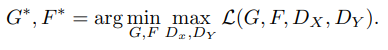 G*, F* = arg min max L(G, F, D_X, D_Y).
G,F D_x,D_Y